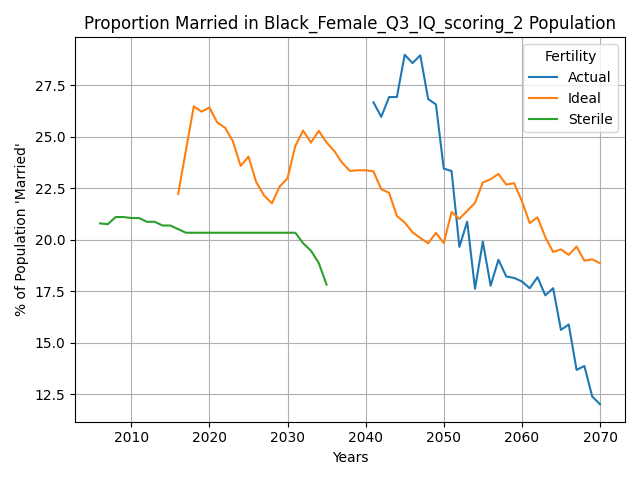 Proportion Married in Black_Female_Q3_IQ_scoring_2 Population
% of Population 'Married'
27.5
25.0
22.5
20.0
17.5
15.0
12.5
Fertility
Actual
Ideal
Sterile
2010 2020 2030 2040 2050 2060 2070
Years